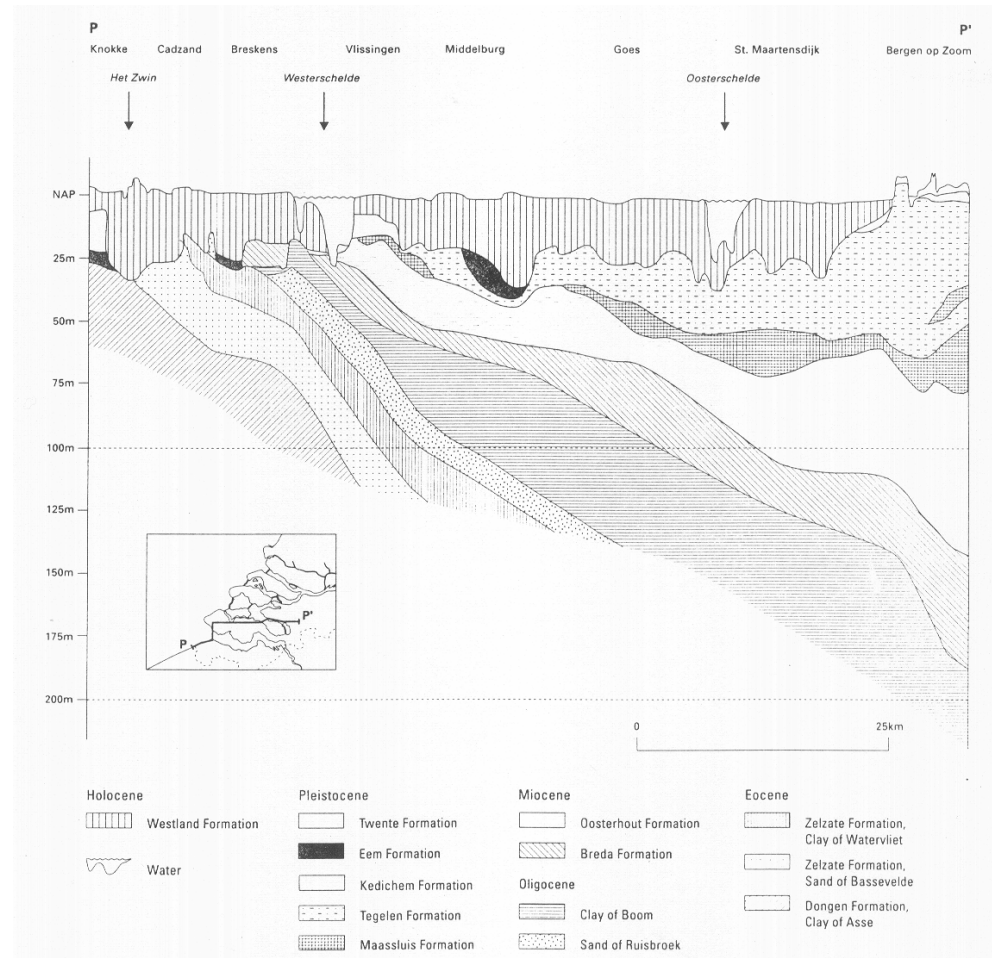 P P'
Knokke Cadzand Breskens Vlissingen Middelburg Goes St. Maartensdijk Bergen op Zoom
Het Zwin Westerschelde Oosterschelde
NAP
25m
50m
75m
100m
125m
150m
175m
200m
P P'
0 25km
Holocene Pleistocene Miocene Eocene
Westland Formation Twente Formation Oosterhout Formation Zelzate Formation,
Clay of Watervliet
Water Eem Formation Breda Formation Zelzate Formation,
Sand of Bassevelde
Kedichem Formation Oligocene Dongen Formation,
Clay of Asse
Tegelen Formation Clay of Boom
Maassluis Formation Sand of Ruisbroek